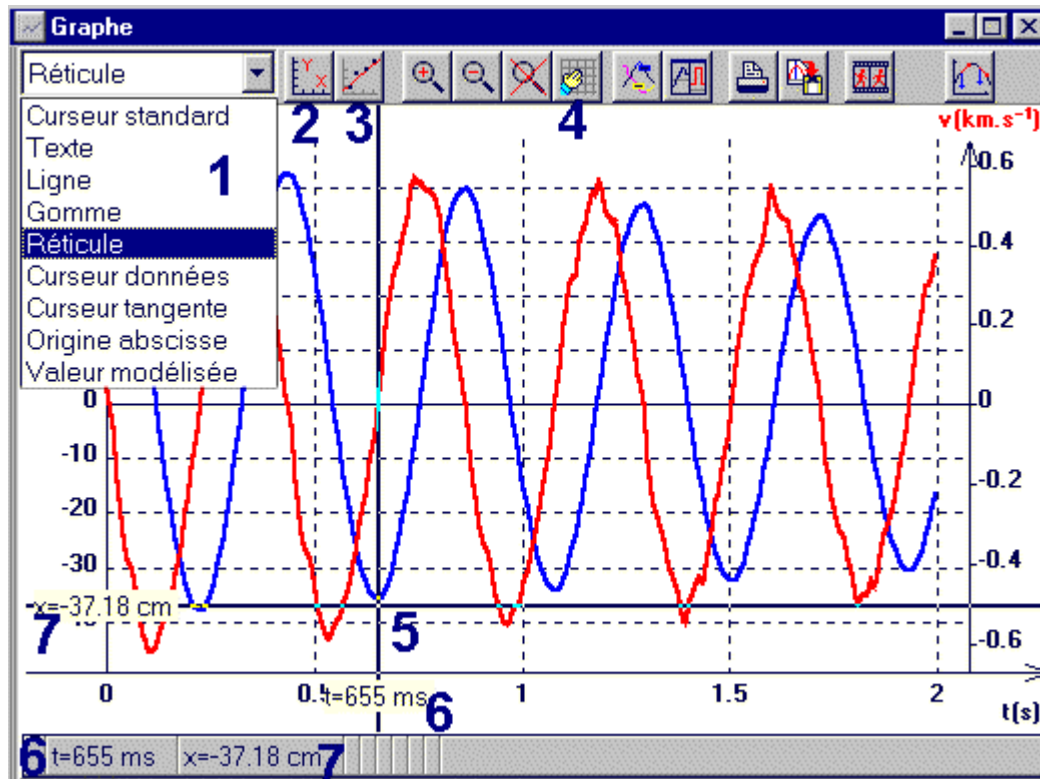 Graphe
Réticule
Curseur standard
Texte
Ligne
Gomme
Réticule
Curseur données
Curseur tangente
Origine abscisse
Valeur modélisée
1
2
3
4
v(km.s⁻¹)
0.6
0.4
0.2
0
-0.2
-0.4
-0.6
0
-10
-20
-30
x=-37.18 cm
7
5
0
1
1.5
2
t=655 ms
6
t(s)
6 t=655 ms x=-37.18 cm 7